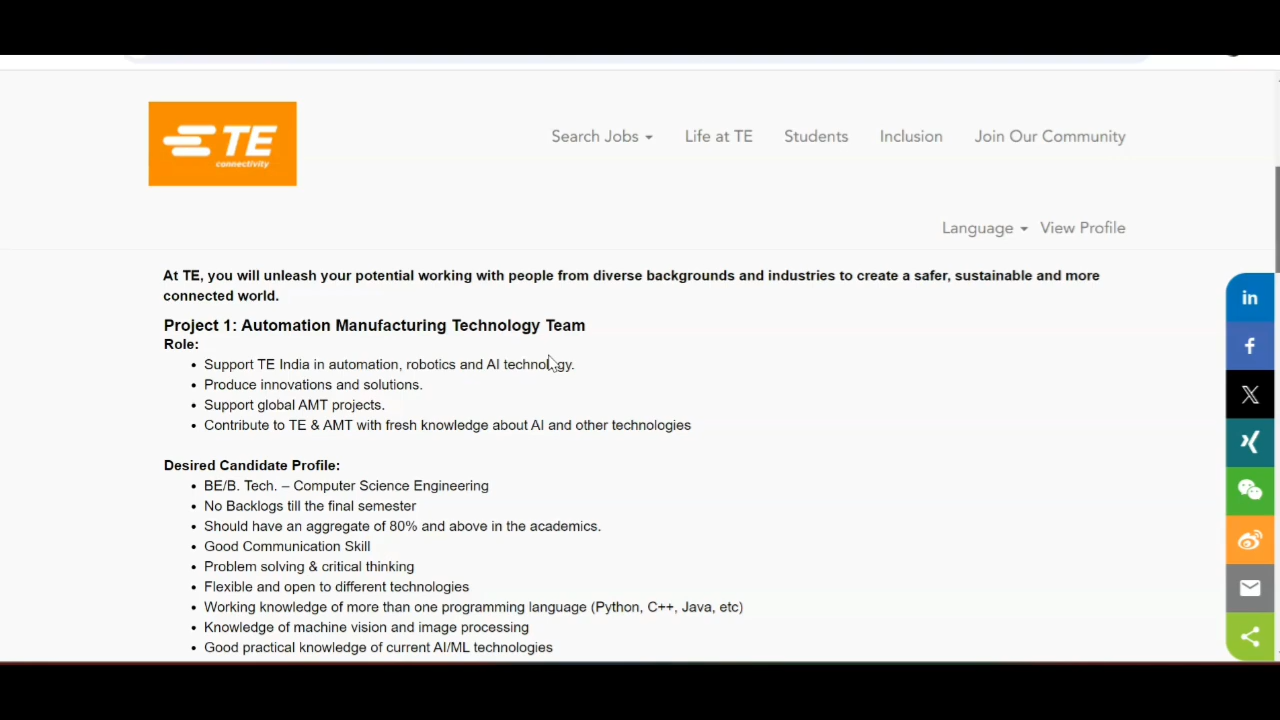 TE
connectivity
Search Jobs
Life at TE
Students
Inclusion
Join Our Community
Language
View Profile
At TE, you will unleash your potential working with people from diverse backgrounds and industries to create a safer, sustainable and more
connected world.
Project 1: Automation Manufacturing Technology Team
Role:
• Support TE India in automation, robotics and AI technology.
• Produce innovations and solutions.
• Support global AMT projects.
• Contribute to TE & AMT with fresh knowledge about AI and other technologies
Desired Candidate Profile:
• BE/B. Tech. – Computer Science Engineering
• No Backlogs till the final semester
• Should have an aggregate of 80% and above in the academics.
• Good Communication Skill
• Problem solving & critical thinking
• Flexible and open to different technologies
• Working knowledge of more than one programming language (Python, C++, Java, etc)
• Knowledge of machine vision and image processing
• Good practical knowledge of current AI/ML technologies
in
f
X